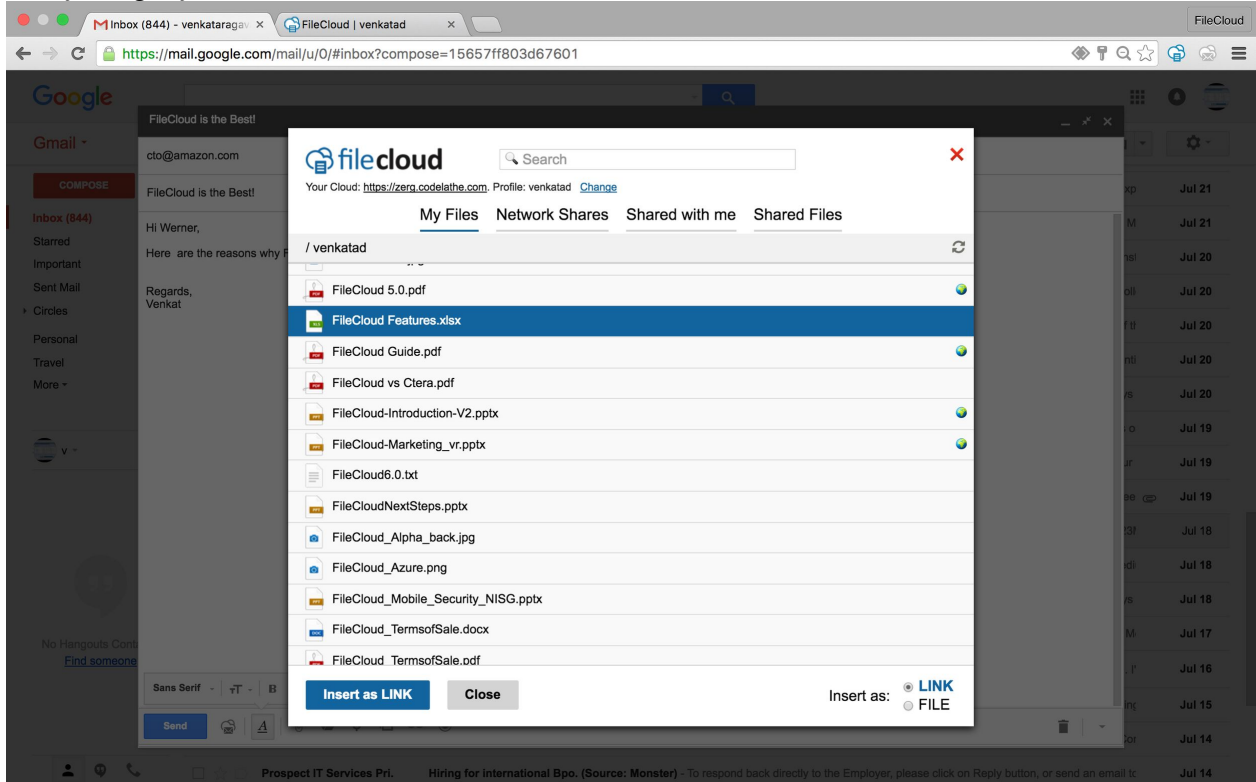 M Inbox (844) - venkataragav
FileCloud | venkatad
FileCloud
https://mail.google.com/mail/u/0/#inbox?compose=15657ff803d67601
Google
FileCloud is the Best!
Gmail
cto@amazon.com
COMPOSE
FileCloud is the Best!
Inbox (844)
Starred
Important
Sent Mail
Circles
Personal
Travel
More
Hi Werner,
Here are the reasons why F
Regards,
Venkat
v
No Hangouts Conta
Find someone
filecloud
Search
Your Cloud: https://zerg.codelathe.com. Profile: venkatad Change
My Files Network Shares Shared with me Shared Files
/ venkatad
FileCloud 5.0.pdf
FileCloud Features.xlsx
FileCloud Guide.pdf
FileCloud vs Ctera.pdf
FileCloud-Introduction-V2.pptx
FileCloud-Marketing_vr.pptx
FileCloud6.0.txt
FileCloudNextSteps.pptx
FileCloud_Alpha_back.jpg
FileCloud_Azure.png
FileCloud_Mobile_Security_NISG.pptx
FileCloud_TermsofSale.docx
FileCloud_TermsofSale.pdf
Insert as LINK
Close
Insert as:
LINK
FILE
Sans Serif
B
Send
A
Jul 21
Jul 21
Jul 20
Jul 20
Jul 20
Jul 20
Jul 20
Jul 19
Jul 19
Jul 19
Jul 18
Jul 18
Jul 18
Jul 17
Jul 16
Jul 15
Jul 14
Prospect IT Services Pri. Hiring for international Bpo. (Source: Monster) - To respond back directly to the Employer, please click on Reply button, or send an email to Jul 14